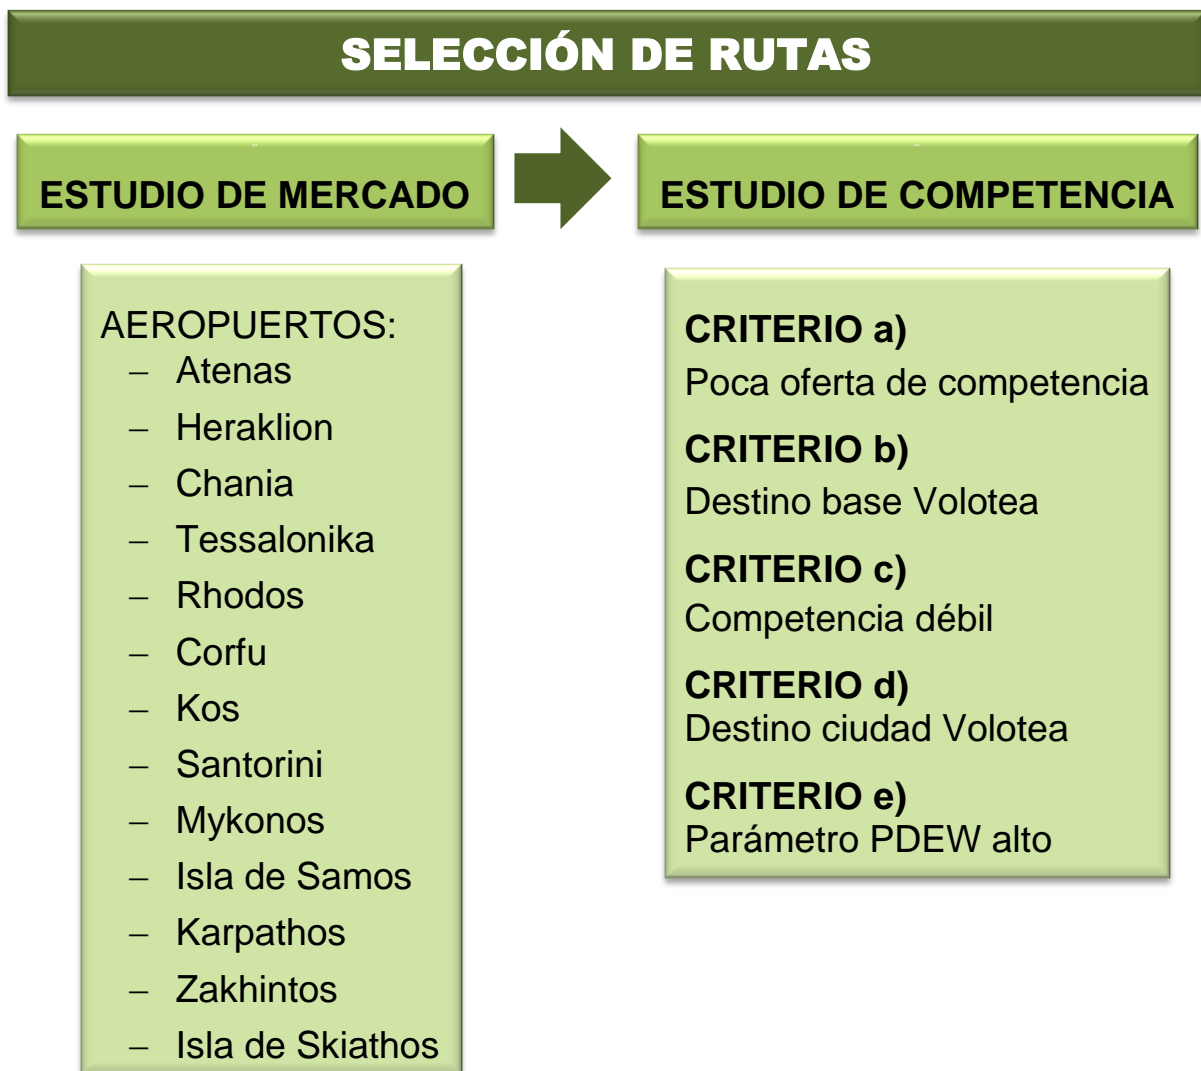 SELECCIÓN DE RUTAS
ESTUDIO DE MERCADO
ESTUDIO DE COMPETENCIA
AEROPUERTOS:
– Atenas
– Heraklion
– Chania
– Tessalonika
– Rhodos
– Corfu
– Kos
– Santorini
– Mykonos
– Isla de Samos
– Karpathos
– Zakhintos
– Isla de Skiathos
CRITERIO a)
Poca oferta de competencia
CRITERIO b)
Destino base Volotea
CRITERIO c)
Competencia débil
CRITERIO d)
Destino ciudad Volotea
CRITERIO e)
Parámetro PDEW alto